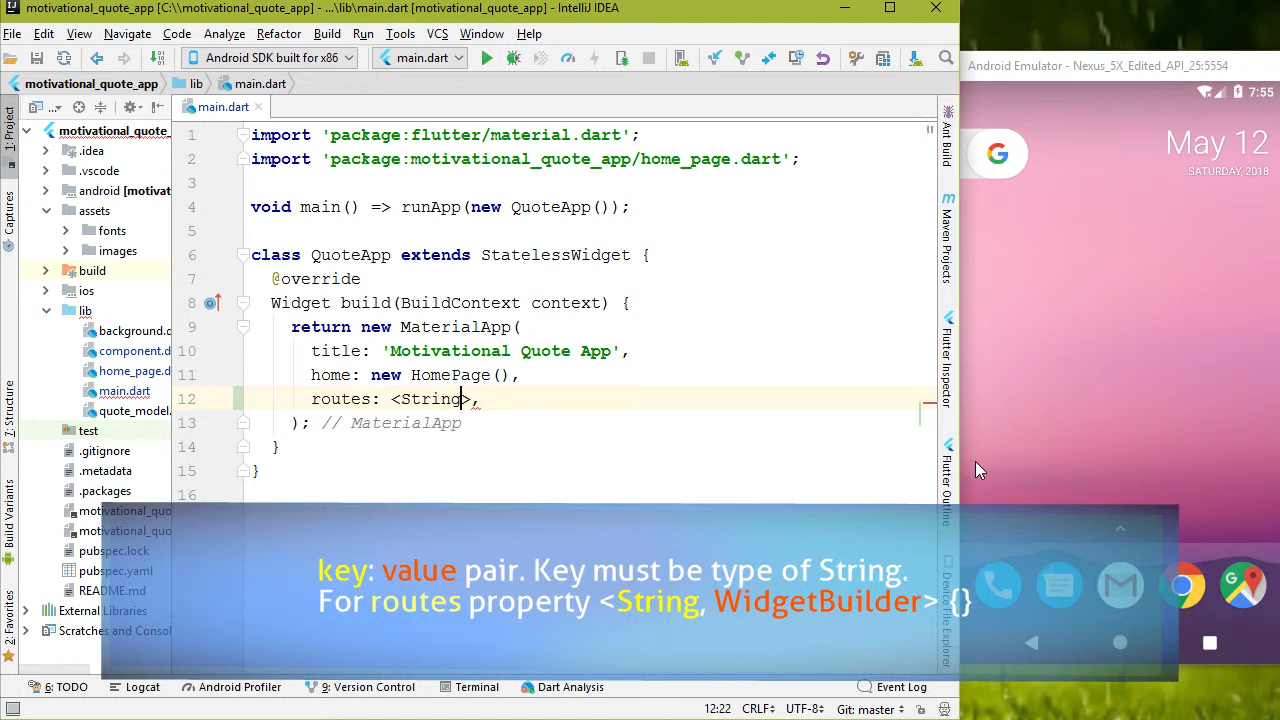 motivational_quote_app [C:\\motivational_quote_app] - ...\lib\main.dart [motivational_quote_app] - IntelliJ IDEA
File Edit View Navigate Code Analyze Refactor Build Run Tools VCS Window Help
Android SDK built for x86 main.dart
motivational_quote_app lib main.dart
Android Emulator - Nexus_5X_Edited_API_25:5554
7:55
May 12
SATURDAY, 2018
1: Project
Captures
7: Structure
Build Variants
2: Favorites
motivational_quote_
.idea
.vscode
android [motivat
assets
fonts
images
build
ios
lib
background.d
component.d
home_page.d
main.dart
quote_model.
test
.gitignore
.metadata
.packages
motivational_quo
motivational_quo
pubspec.lock
pubspec.yaml
README.md
External Libraries
Scratches and Consol
main.dart
1 import 'package:flutter/material.dart';
2 import 'package:motivational_quote_app/home_page.dart';
3
4 void main() => runApp(new QuoteApp());
5
6 class QuoteApp extends StatelessWidget {
7 @override
8 Widget build(BuildContext context) {
9 return new MaterialApp(
10 title: 'Motivational Quote App',
11 home: new HomePage(),
12 routes: <String>,
13 ); // MaterialApp
14 }
15 }
16
Ant Build
Maven Projects
Flutter Inspector
Flutter Outline
Device File Explorer
key: value pair. Key must be type of String.
For routes property <String, WidgetBuilder> {}
6: TODO Logcat Android Profiler 9: Version Control Terminal Dart Analysis Event Log
12:22 CRLF÷ UTF-8÷ Git: master÷